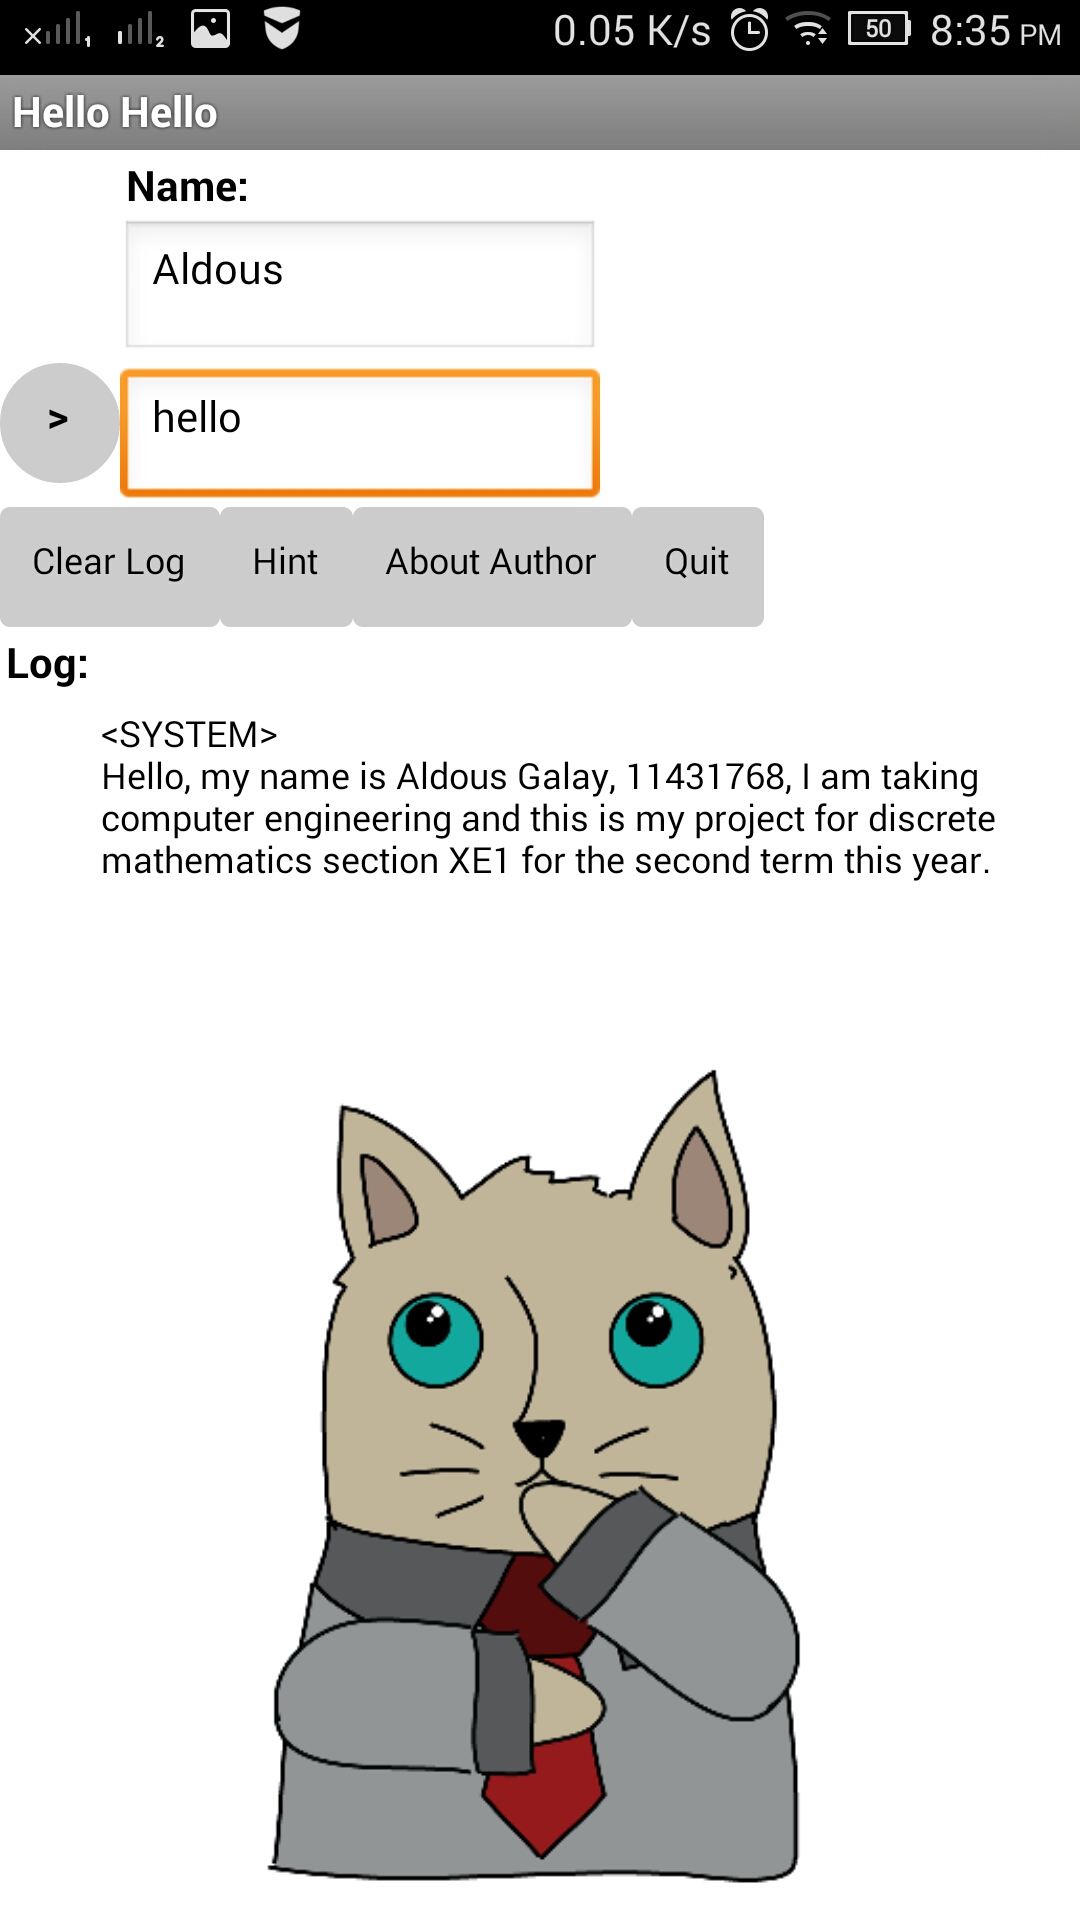 1 2 0.05 K/s 50 8:35 PM
Hello Hello
Name:
Aldous
> hello
Clear Log Hint About Author Quit
Log:
<SYSTEM>
Hello, my name is Aldous Galay, 11431768, I am taking
computer engineering and this is my project for discrete
mathematics section XE1 for the second term this year.